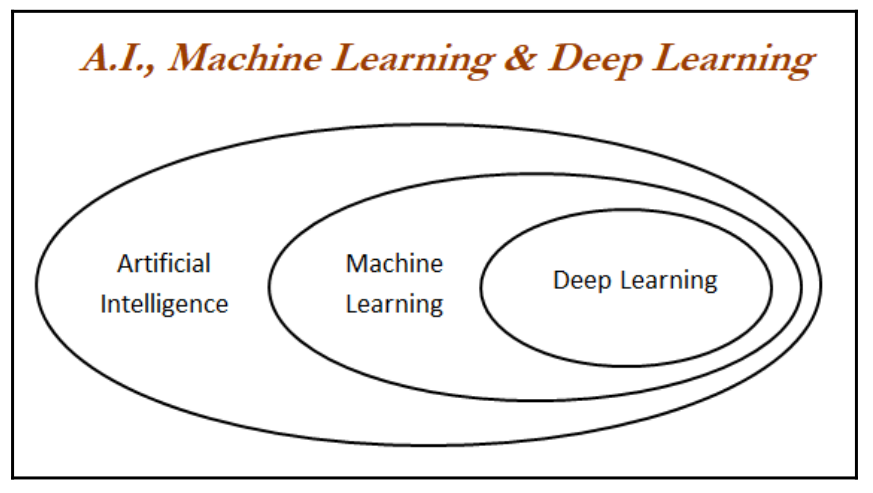 A.I., Machine Learning & Deep Learning
Artificial
Intelligence
Machine
Learning
Deep Learning